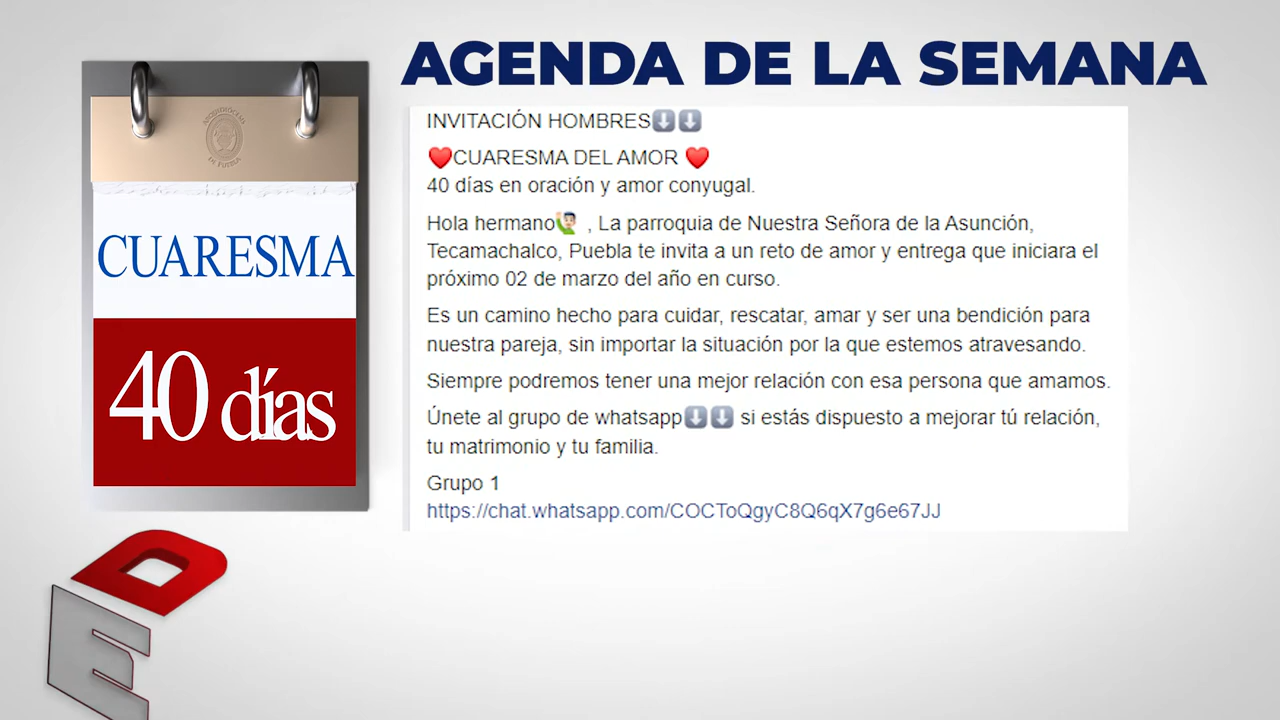 AGENDA DE LA SEMANA
ARQUIDIÓCESIS
DE PUEBLA
CUARESMA
40 días
INVITACIÓN HOMBRES⬇️⬇️
❤️CUARESMA DEL AMOR ❤️
40 días en oración y amor conyugal.
Hola hermano🙋🏻‍♂️ , La parroquia de Nuestra Señora de la Asunción,
Tecamachalco, Puebla te invita a un reto de amor y entrega que iniciara el
próximo 02 de marzo del año en curso.
Es un camino hecho para cuidar, rescatar, amar y ser una bendición para
nuestra pareja, sin importar la situación por la que estemos atravesando.
Siempre podremos tener una mejor relación con esa persona que amamos.
Únete al grupo de whatsapp⬇️⬇️ si estás dispuesto a mejorar tú relación,
tu matrimonio y tu familia.
Grupo 1
https://chat.whatsapp.com/COCToQgyC8Q6qX7g6e67JJ
D
E